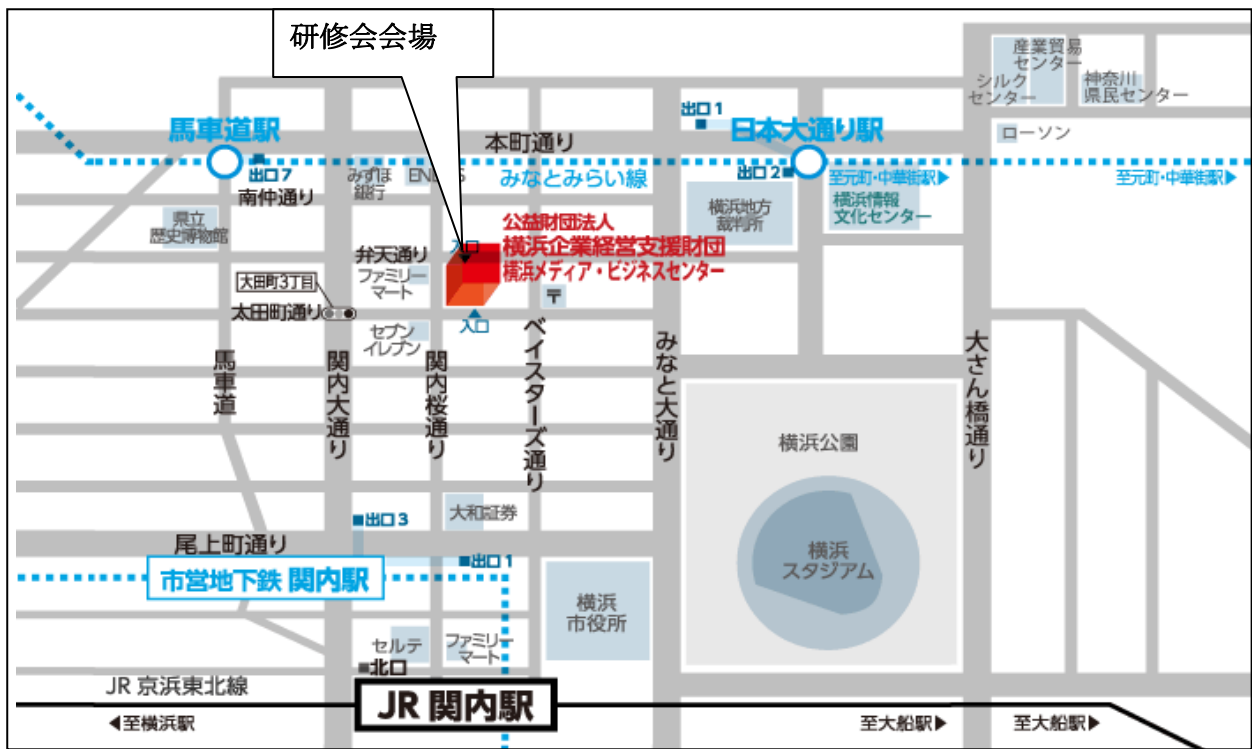 研修会会場
産業貿易
センター
シルク
センター
神奈川
県民センター
出口1
馬車道駅
日本大通り駅
ローソン
本町通り
出口7
みずほ
銀行
みなとみらい線
出口2
至元町・中華街駅▶
至元町・中華街駅▶
南仲通り
横浜地方
裁判所
横浜情報
文化センター
県立
歴史博物館
公益財団法人
横浜企業経営支援財団
横浜メディア・ビジネスセンター
入口
弁天通り
ファミリー
マート
大田町3丁目
〒
太田町通り
入口
セブン
イレブン
馬車道
関内大通り
関内桜通り
ベイスターズ通り
みなと大通り
大さん橋通り
横浜公園
大和証券
出口3
尾上町通り
出口1
横浜
スタジアム
市営地下鉄 関内駅
横浜
市役所
セルテ
ファミリー
マート
北口
JR 京浜東北線
JR 関内駅
◀至横浜駅
至大船駅▶
至大船駅▶